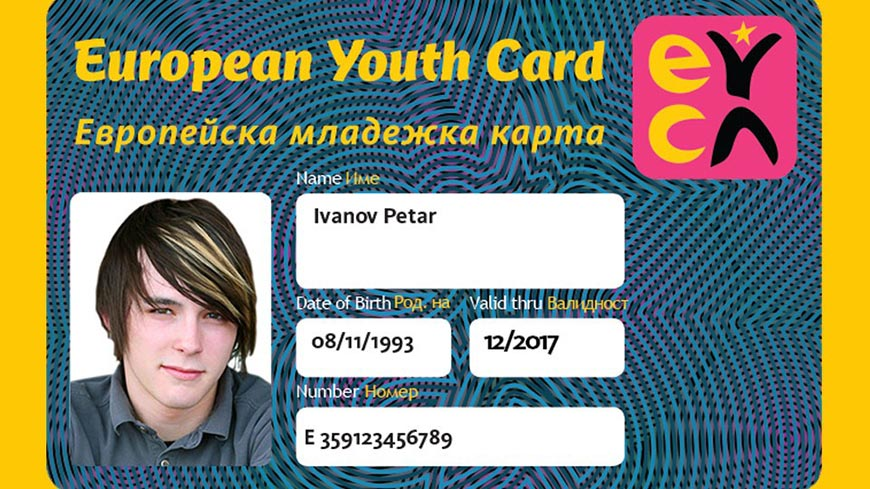 European Youth Card
Европейска младежка карта
eyca
Name Име
Ivanov Petar
Date of Birth Род. на
Valid thru Валидност
08/11/1993
12/2017
Number Номер
E 359123456789